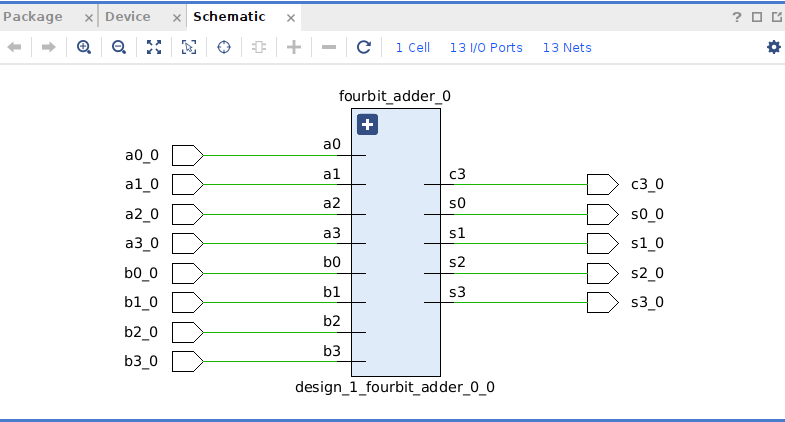 Package
Device
Schematic
?
1 Cell
13 I/O Ports
13 Nets
fourbit_adder_0
a0_0
a0
a1_0
a1
c3
c3_0
a2_0
a2
s0
s0_0
a3_0
a3
s1
s1_0
b0_0
b0
s2
s2_0
b1_0
b1
s3
s3_0
b2_0
b2
b3_0
b3
design_1_fourbit_adder_0_0